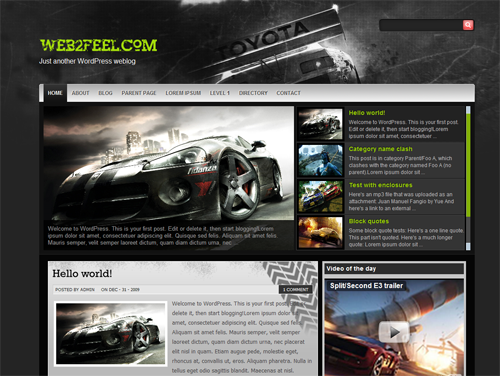 TOYOTA
WEB2FEEL.COM
Just another WordPress weblog
HOME ABOUT BLOG PARENT PAGE LOREM IPSUM LEVEL 1 DIRECTORY CONTACT
fidanza
Welcome to WordPress. This is your first post. Edit or delete it, then start blogging!Lorem
ipsum dolor sit amet, consectetuer adipiscing elit. Quisque sed felis. Aliquam sit amet felis.
Mauris semper, velit semper laoreet dictum, quam diam dictum urna, nec ...
Hello world!
Welcome to WordPress. This is your first post.
Edit or delete it, then start blogging!Lorem
ipsum dolor sit amet, consectetuer ...
Category name clash
This post is in category ParentFoo A, which
clashes with the category named Foo A (no
parent) Lorem ipsum dolor sit ...
Test with enclosures
Here's an mp3 file that was uploaded as an
attachment: Juan Manuel Fangio by Yue And
here's a link to an external ...
Block quotes
Some block quote tests: Here's a one line quote.
This part isn't quoted. Here's a much longer
quote: Lorem ipsum dolor sit ...
Hello world!
POSTED BY ADMIN ON DEC - 31 - 2009
1 COMMENT
Welcome to WordPress. This is your first post. Edit or
delete it, then start blogging!Lorem ipsum dolor sit
amet, consectetuer adipiscing elit. Quisque sed felis.
Aliquam sit amet felis. Mauris semper, velit semper
laoreet dictum, quam diam dictum urna, nec placerat
elit nisl in quam. Etiam augue pede, molestie eget,
rhoncus at, convallis ut, eros. Aliquam pharetra. Nulla in
tellus eget odio sagittis blandit. Maecenas et nisl.
Video of the day
Split/Second E3 trailer